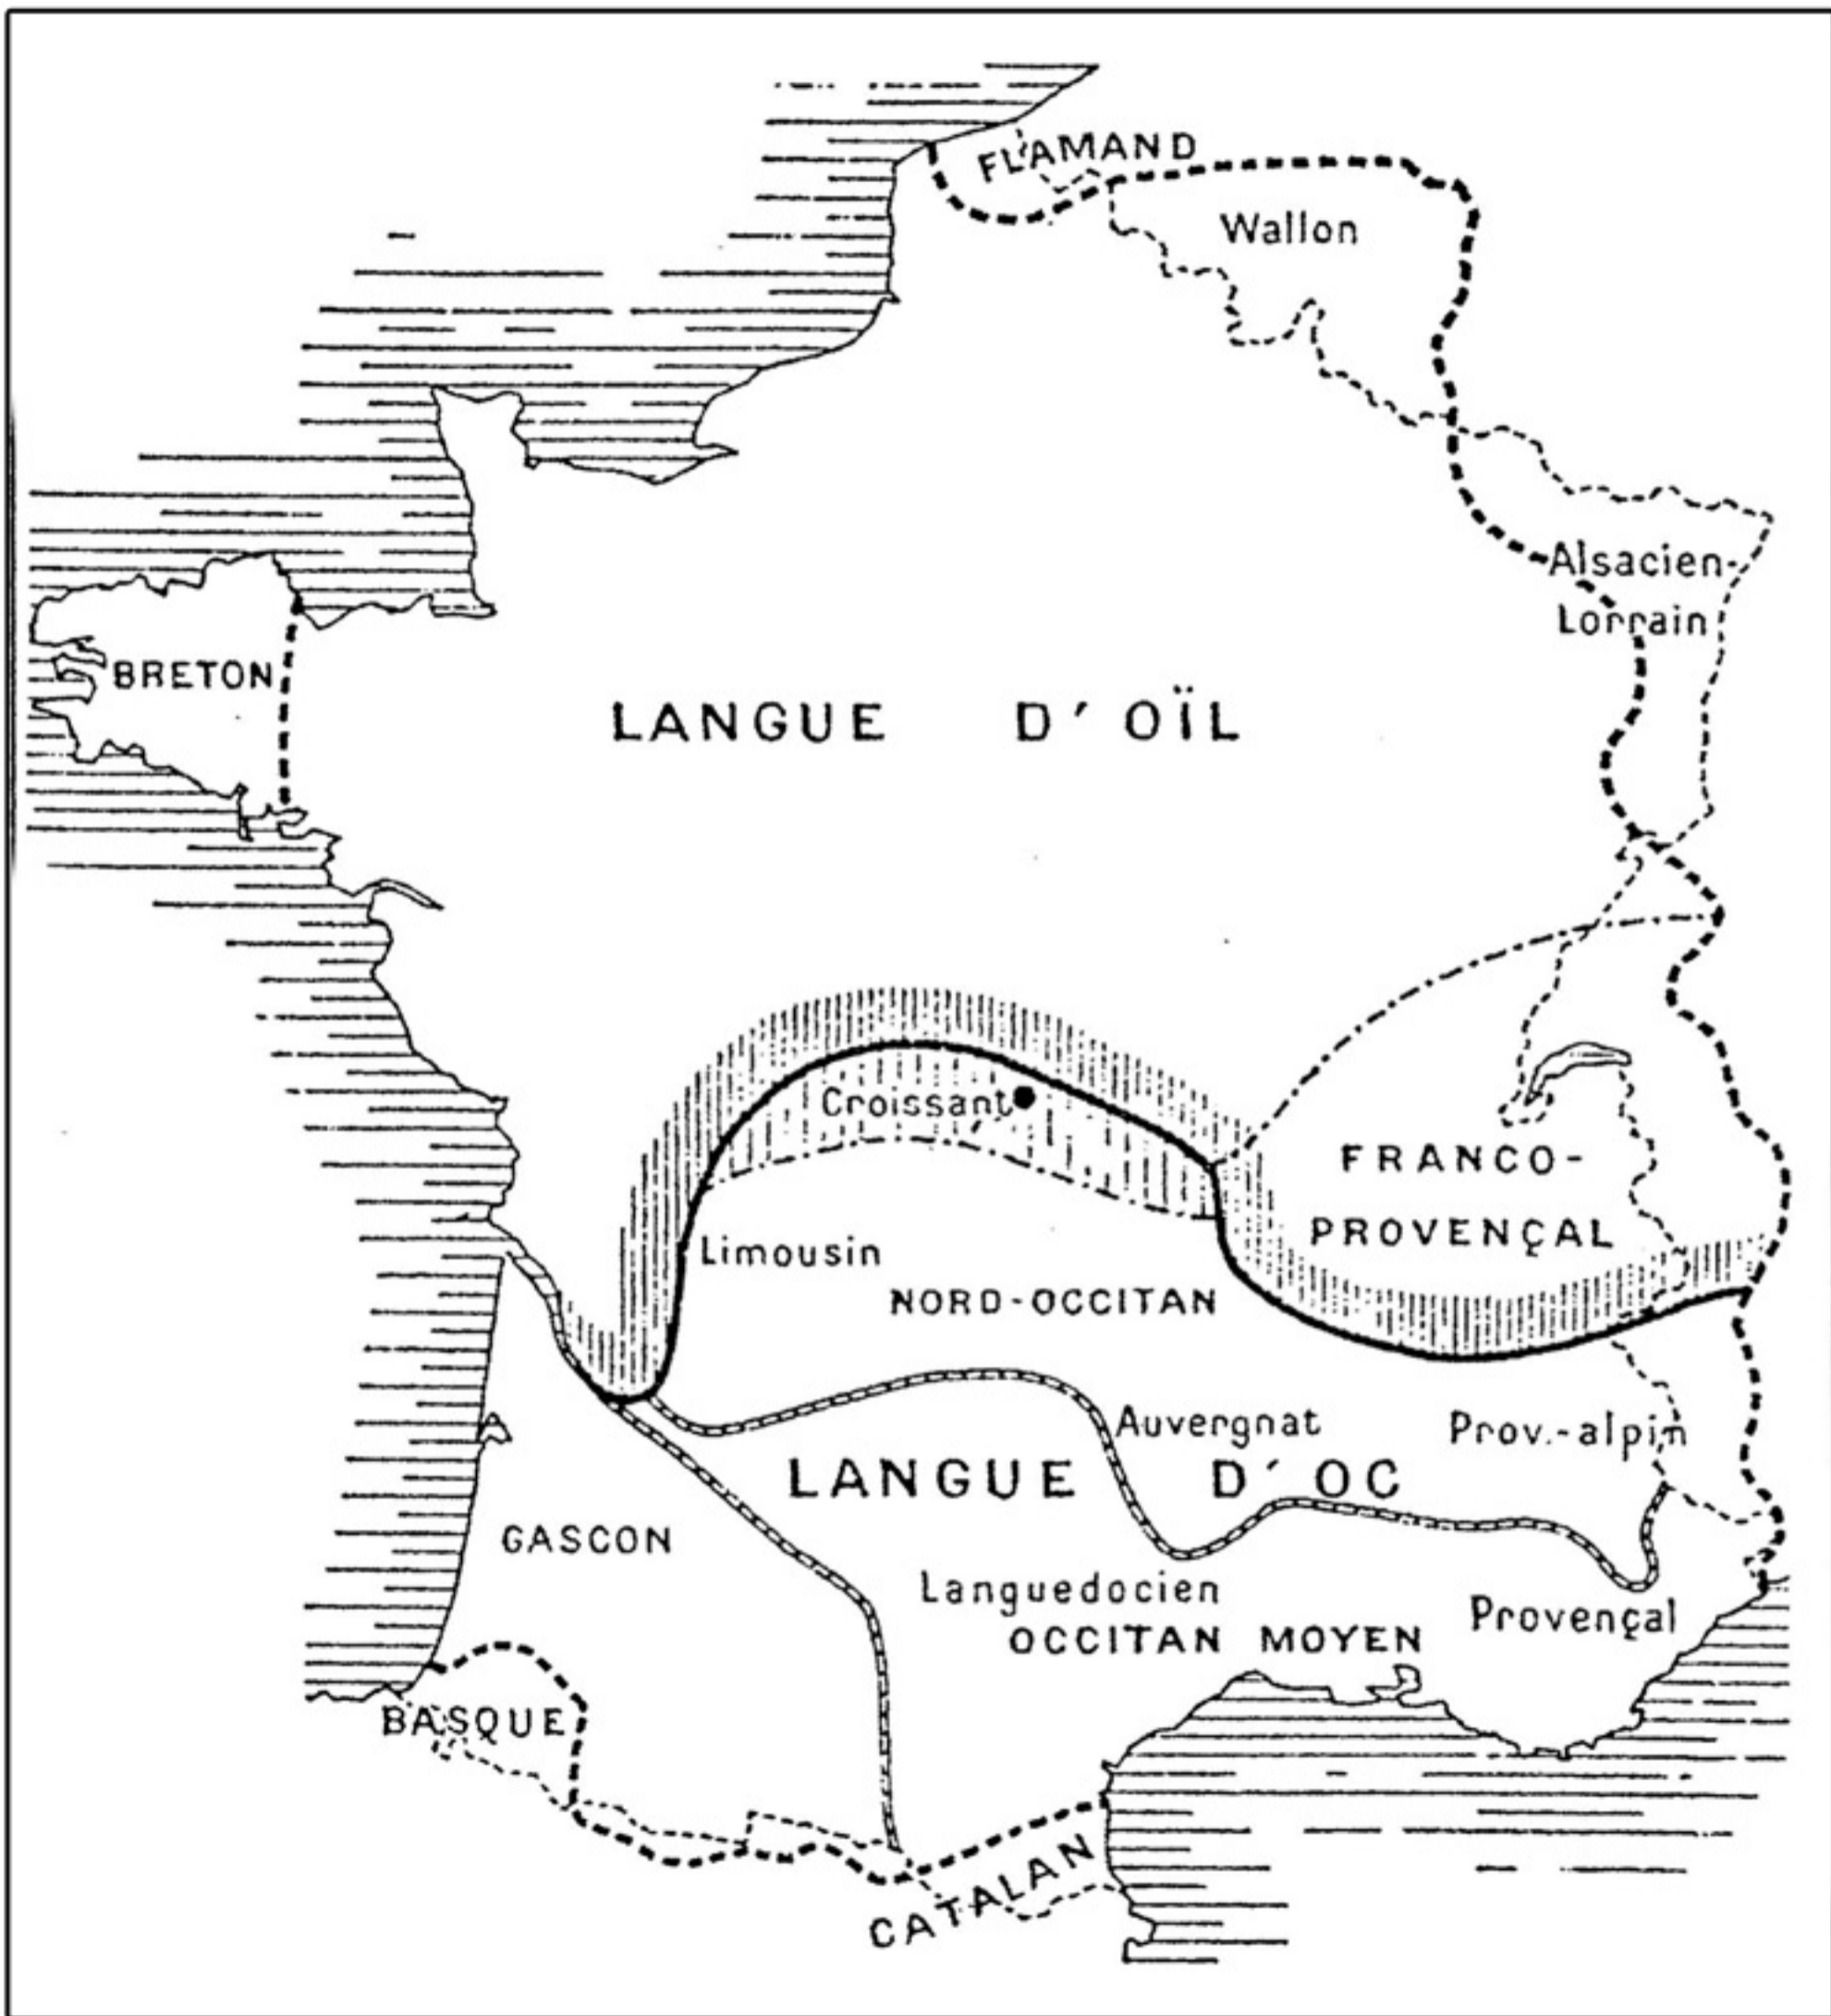 FLAMAND
Wallon
Alsacien-
Lorrain
BRETON
LANGUE D'OÏL
Croissant
FRANCO-
PROVENÇAL
Limousin
NORD-OCCITAN
Auvergnat
Prov.-alpin
LANGUE D'OC
GASCON
Languedocien
Provençal
OCCITAN MOYEN
BASQUE
CATALAN